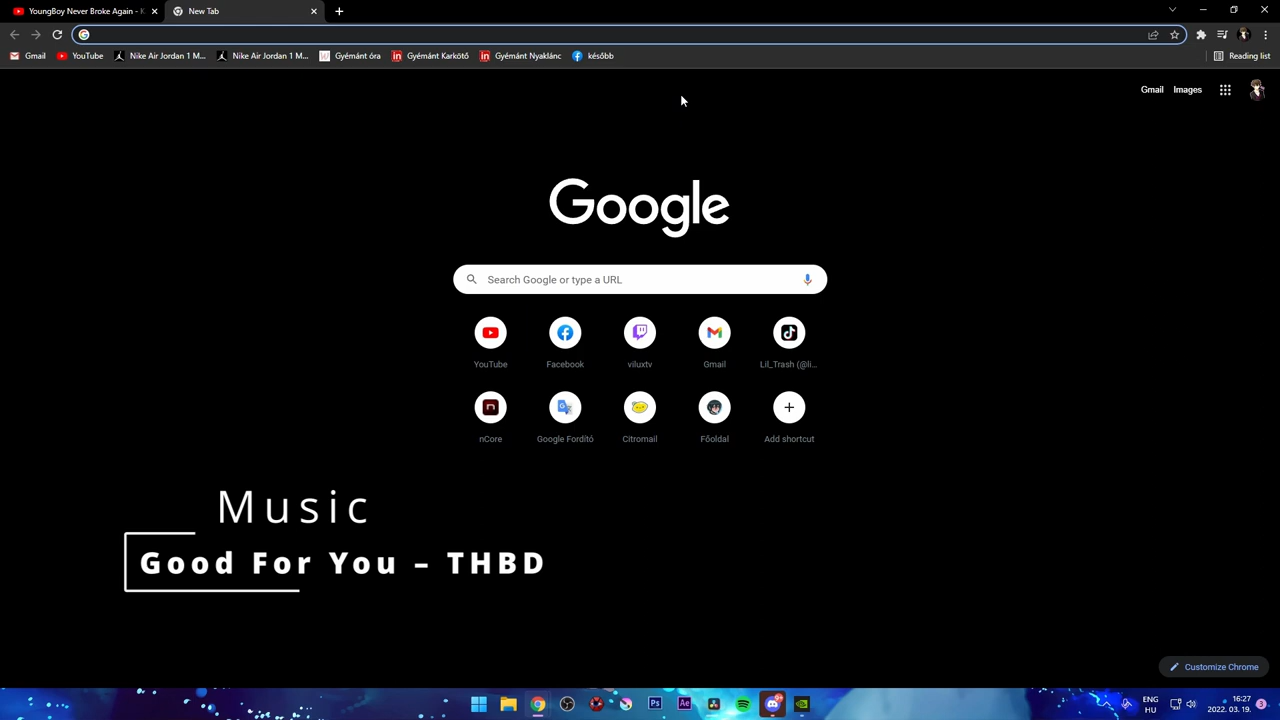 YoungBoy Never Broke Again - K
New Tab
Gmail
YouTube
Nike Air Jordan 1 M...
Nike Air Jordan 1 M...
Gyémánt óra
Gyémánt Karkötő
Gyémánt Nyaklánc
később
Reading list
Gmail
Images
Google
Search Google or type a URL
YouTube
Facebook
viluxtv
Gmail
Lil_Trash (@li...
nCore
Google Fordító
Citromail
Főoldal
Add shortcut
Music
Good For You – THBD
Customize Chrome
Ps
Ae
ENG
HU
16:27
2022. 03. 19.
3